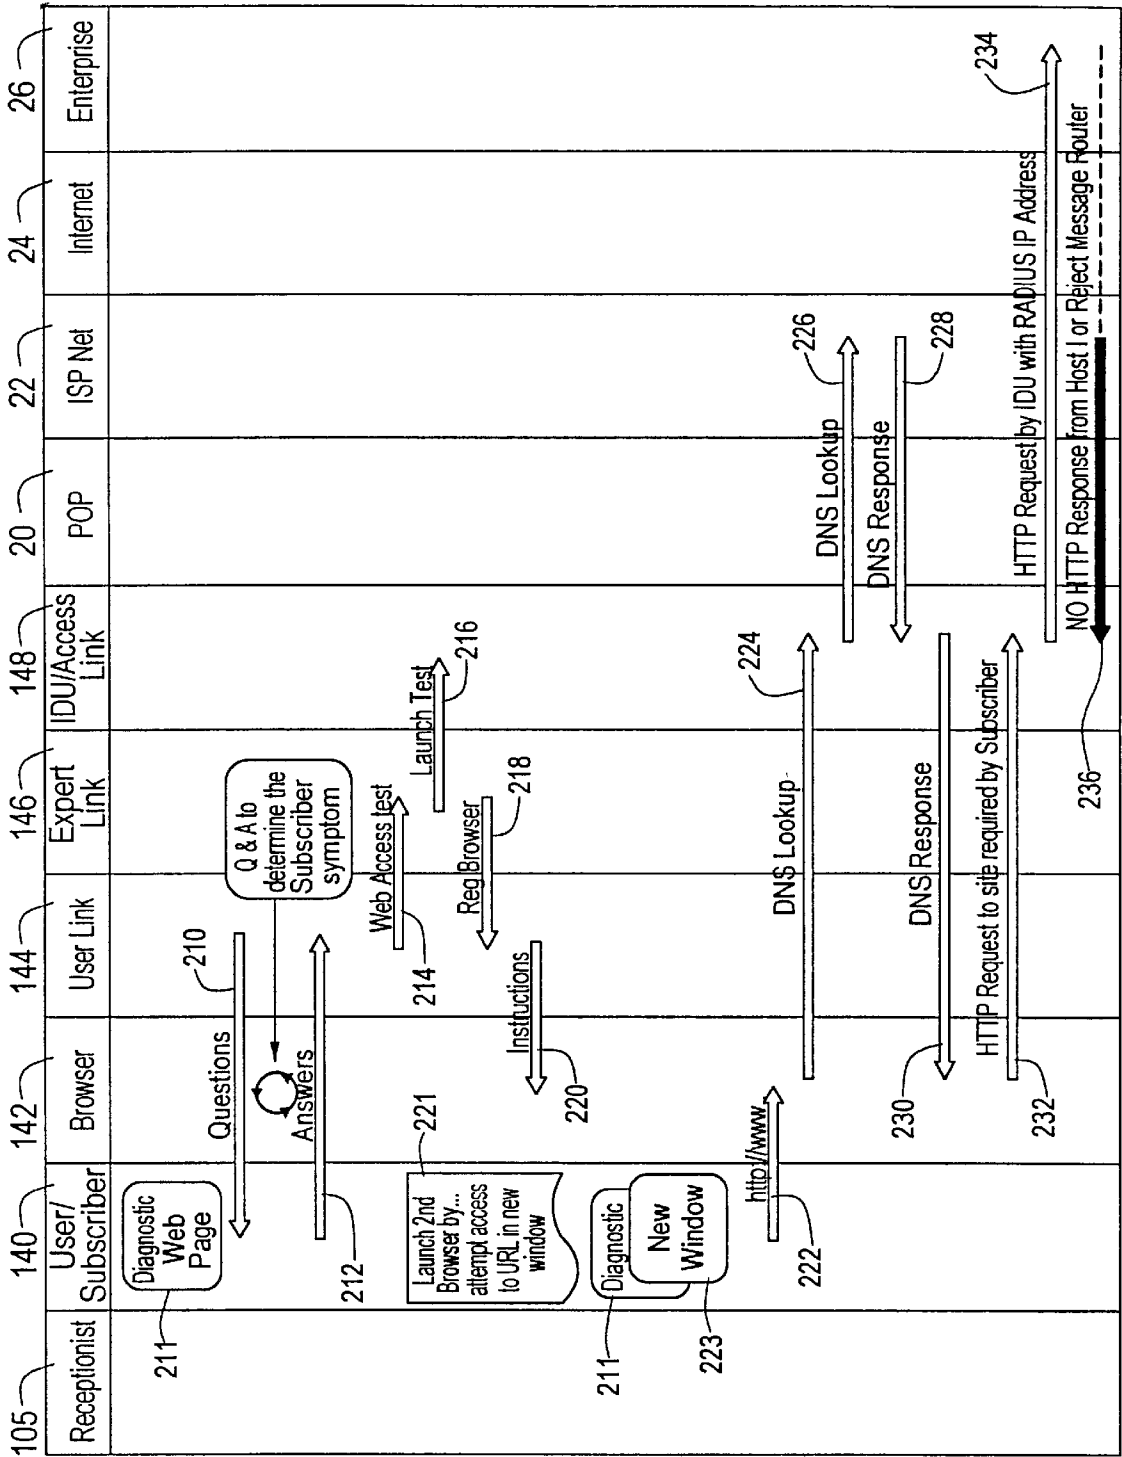 105
140
142
144
146
148
20
22
24
26
Receptionist
User/
Subscriber
Browser
User Link
Expert
Link
IDU/Access
Link
POP
ISP Net
Internet
Enterprise
Diagnostic
Web
Page
211
Questions
210
Q & A to
determine the
Subscriber
symptom
Answers
212
Web Access test
214
Launch Test
216
Reg Browser
218
Launch 2nd
Browser by...
attempt access
to URL in new
window
221
Instructions
220
Diagnostic
New
Window
211
223
http://www
222
DNS Lookup
224
DNS Lookup
226
DNS Response
228
DNS Response
230
HTTP Request to site required by Subscriber
232
HTTP Request by IDU with RADIUS IP Address
234
NO HTTP Response from Host I or Reject Message Router
236